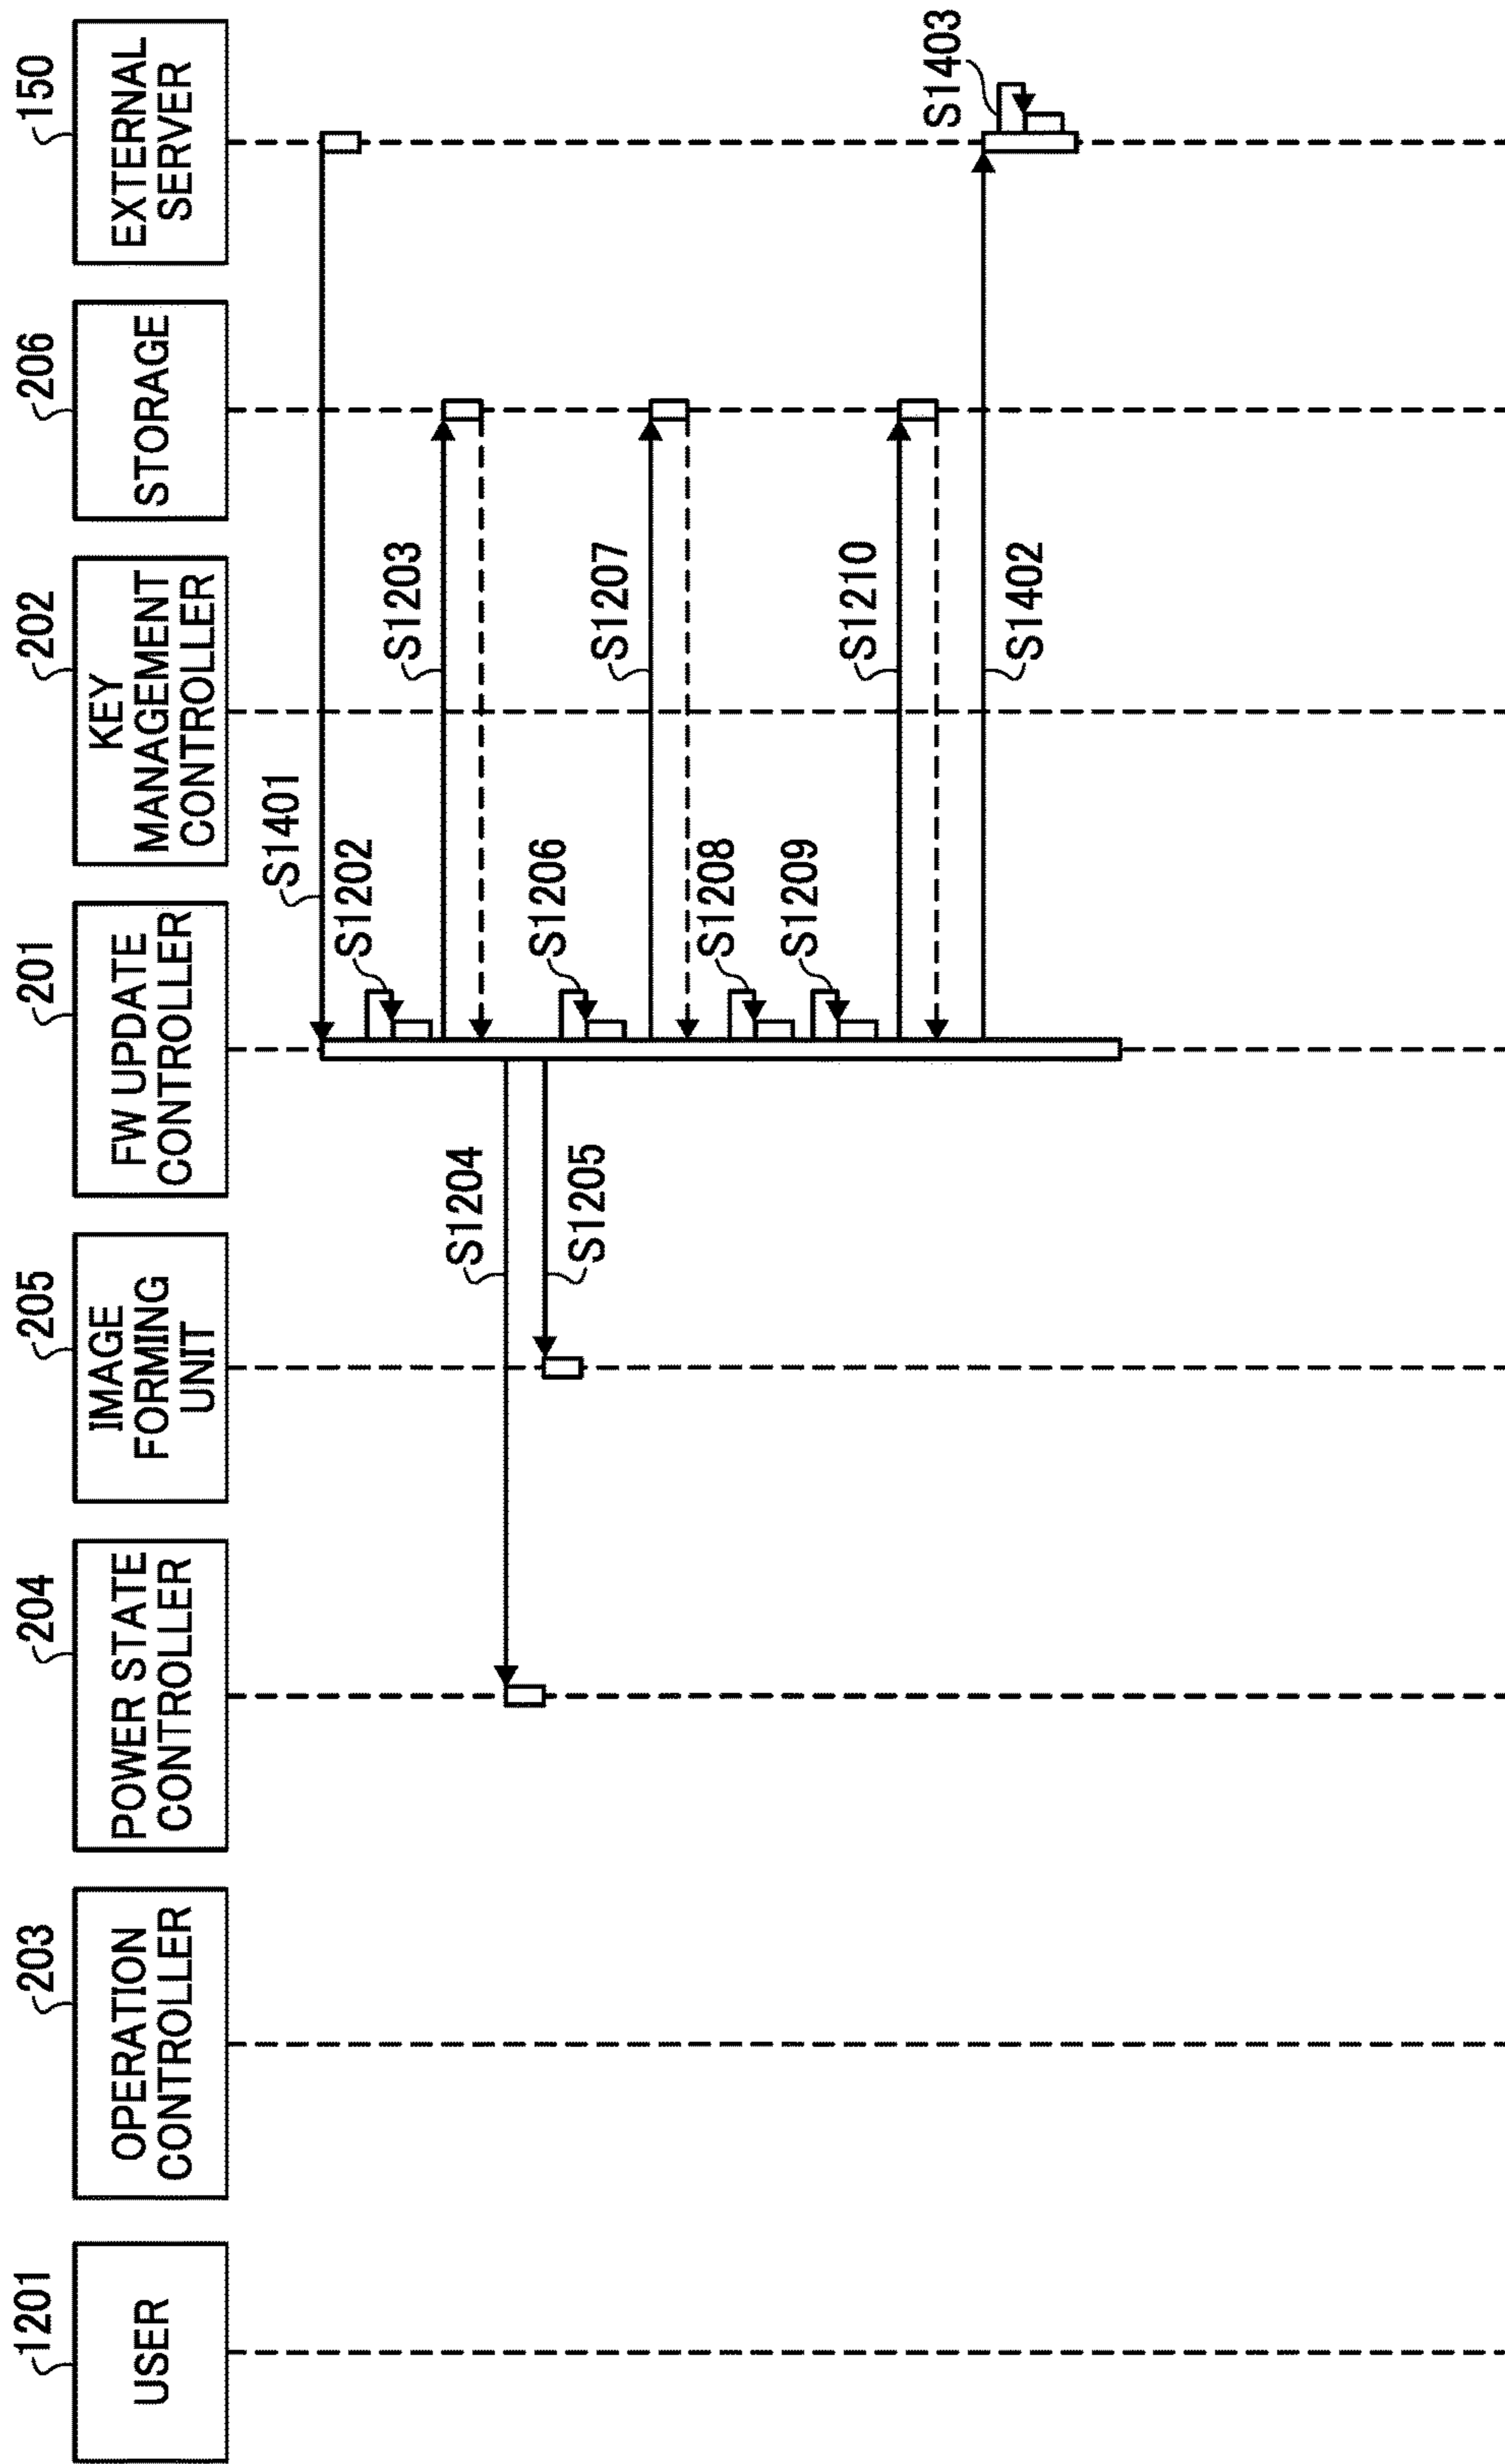 1201
USER
203
OPERATION
CONTROLLER
204
POWER STATE
CONTROLLER
205
IMAGE
FORMING
UNIT
201
FW UPDATE
CONTROLLER
202
KEY
MANAGEMENT
CONTROLLER
206
STORAGE
150
EXTERNAL
SERVER
S1401
S1202
S1203
S1204
S1205
S1206
S1207
S1208
S1209
S1210
S1402
S1403